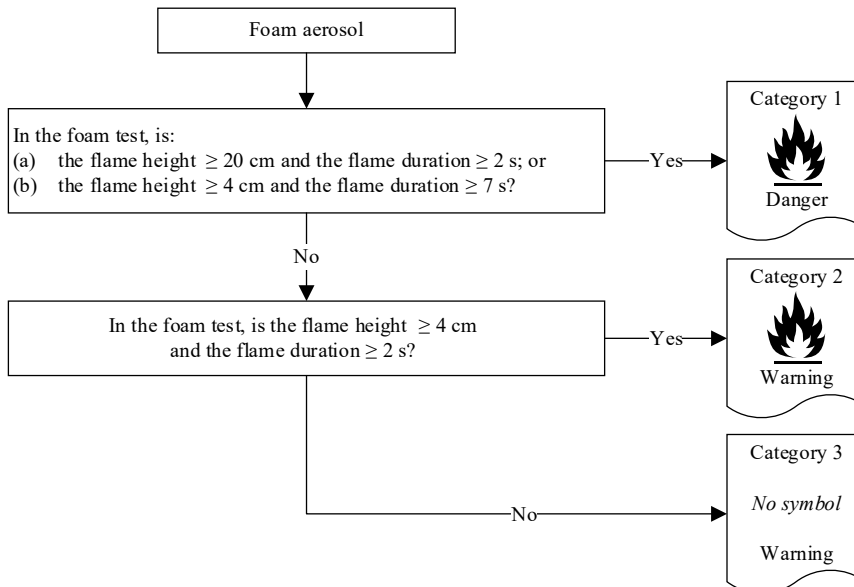 Foam aerosol
In the foam test, is:
(a) the flame height ≥ 20 cm and the flame duration ≥ 2 s; or
(b) the flame height ≥ 4 cm and the flame duration ≥ 7 s?
Yes
Category 1
Danger
No
In the foam test, is the flame height ≥ 4 cm
and the flame duration ≥ 2 s?
Yes
Category 2
Warning
No
Category 3
No symbol
Warning